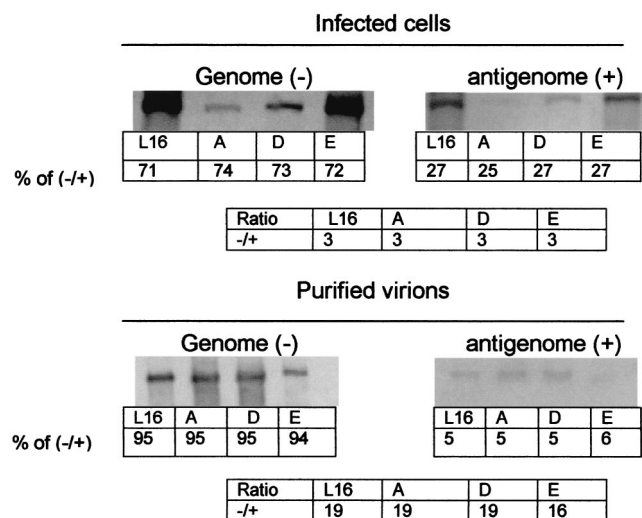 Infected cells
Genome (-) antigenome (+)
L16 A D E L16 A D E
% of (-/+) 71 74 73 72 27 25 27 27
Ratio L16 A D E
-/+ 3 3 3 3
Purified virions
Genome (-) antigenome (+)
L16 A D E L16 A D E
% of (-/+) 95 95 95 94 5 5 5 6
Ratio L16 A D E
-/+ 19 19 19 16